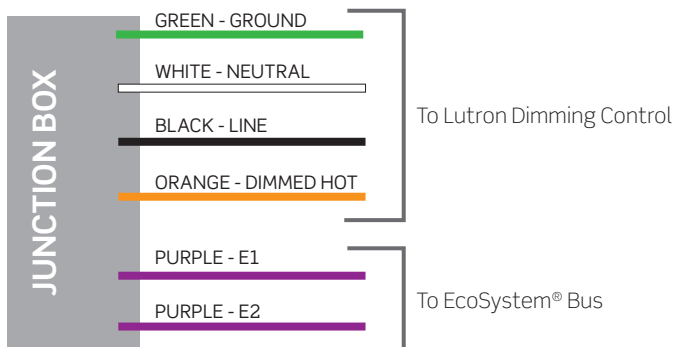 JUNCTION BOX
GREEN - GROUND
WHITE - NEUTRAL
BLACK - LINE
ORANGE - DIMMED HOT
To Lutron Dimming Control
PURPLE - E1
PURPLE - E2
To EcoSystem® Bus